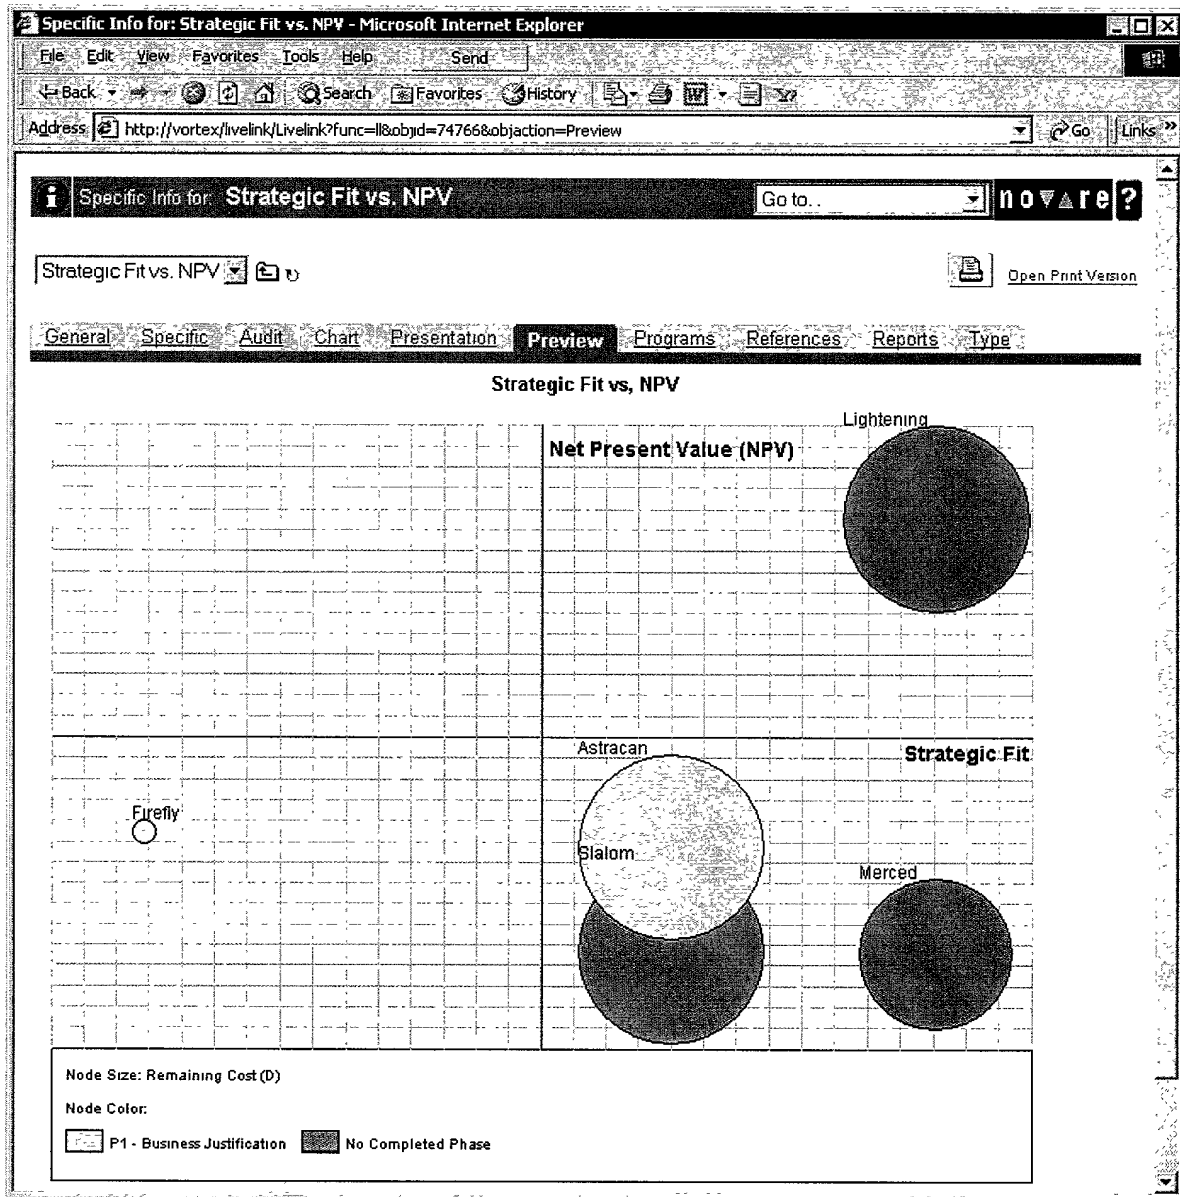 Specific Info for: Strategic Fit vs. NPV - Microsoft Internet Explorer
File Edit View Favorites Tools Help Send
Back Search Favorites History
Address http://vortex/livelink/Livelink?func=ll&objid=74766&objaction=Preview Go Links »
Specific Info for: Strategic Fit vs. NPV Go to.. novare ?
Strategic Fit vs. NPV Open Print Version
General Specific Audit Chart Presentation Preview Programs References Reports Type
Strategic Fit vs, NPV
Lightening
Net Present Value (NPV)
Astracan
Strategic Fit
Firefly
Slalom
Merced
Node Size: Remaining Cost (D)
Node Color:
P1 - Business Justification No Completed Phase